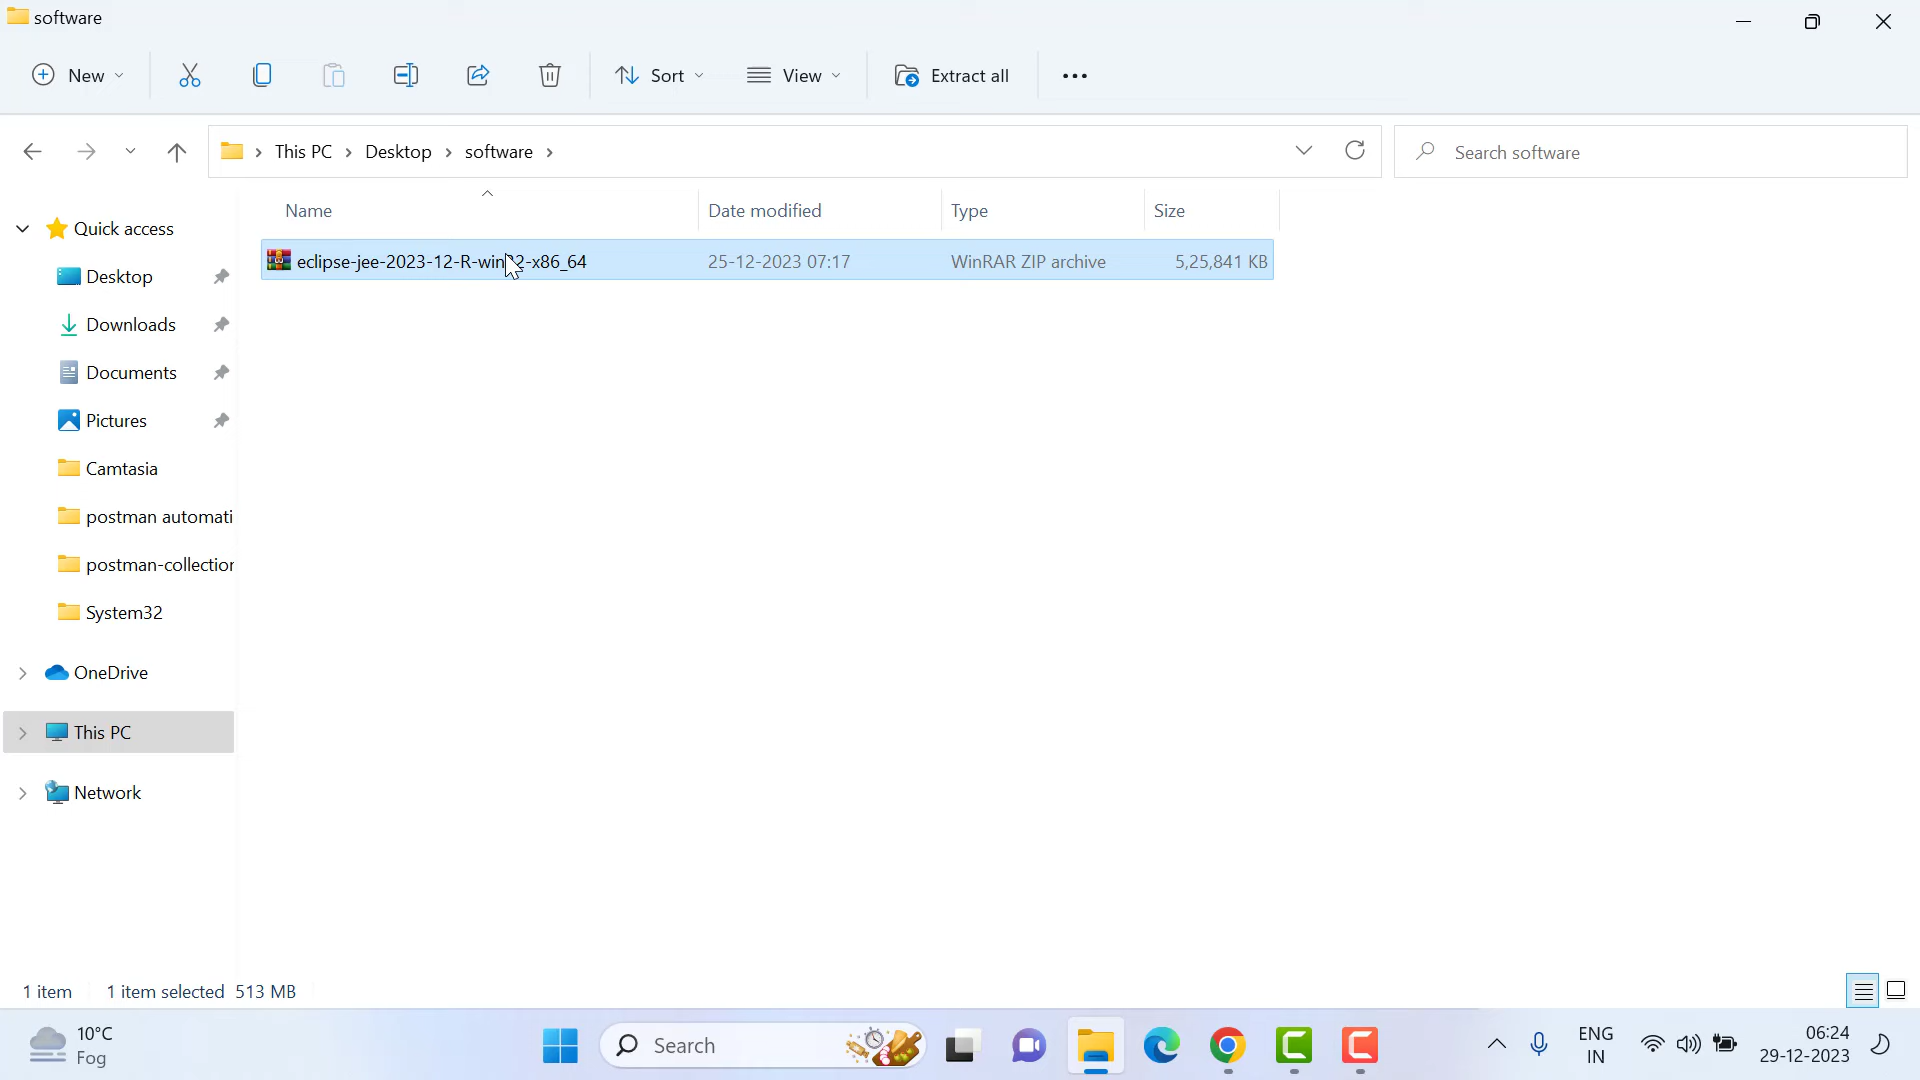 software
New
Sort
View
Extract all
This PC
Desktop
software
Search software
Name
Date modified
Type
Size
eclipse-jee-2023-12-R-win32-x86_64
25-12-2023 07:17
WinRAR ZIP archive
5,25,841 KB
Quick access
Desktop
Downloads
Documents
Pictures
Camtasia
postman automati
postman-collection
System32
OneDrive
This PC
Network
1 item
1 item selected 513 MB
10°C
Fog
Search
ENG
IN
06:24
29-12-2023